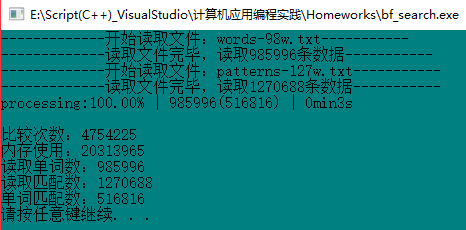 E:\Script(C++)_VisualStudio\计算机应用编程实践\Homeworks\bf_search.exe
-------------开始读取文件：words-98w.txt-----------
-------------读取文件完毕，读取985996条数据-----------
-------------开始读取文件：patterns-127w.txt-----------
-------------读取文件完毕，读取1270688条数据-----------
processing:100.00% | 985996(516816) | 0min3s
比较次数：4754225
内存使用：20313965
读取单词数：985996
读取匹配数：1270688
单词匹配数：516816
请按任意键继续. . .